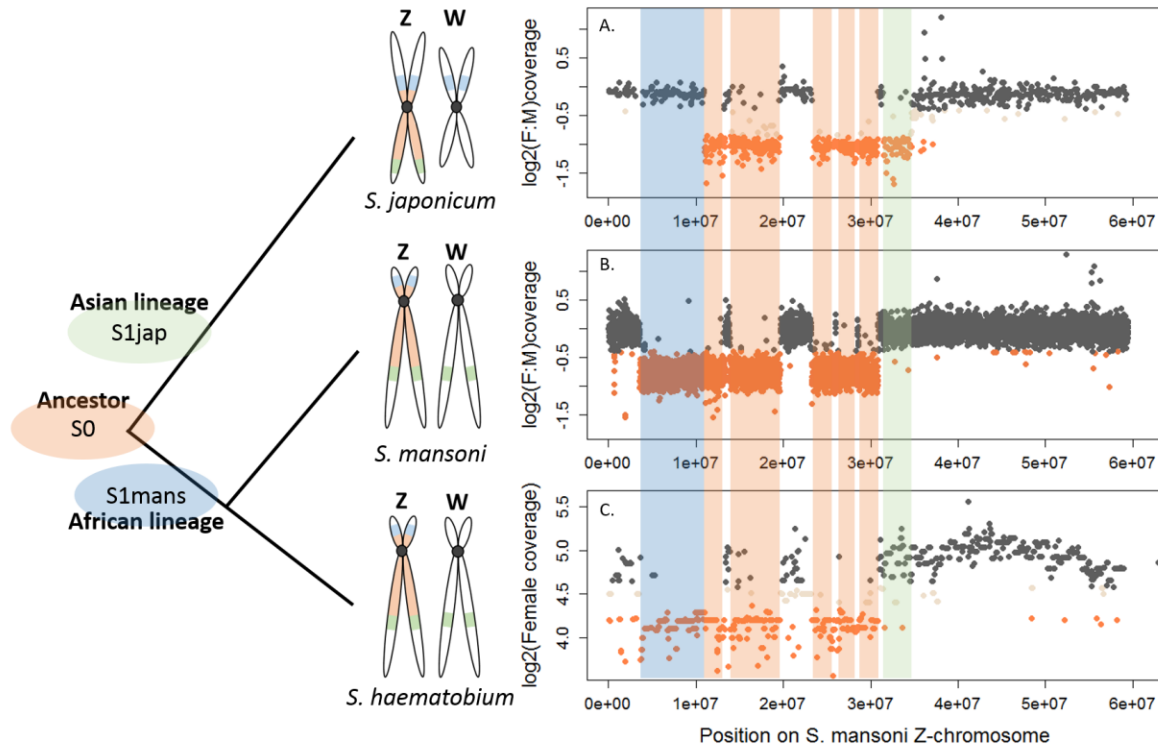 Asian lineage
S1jap
Ancestor
S0
S1mans
African lineage
Z W
S. japonicum
Z W
S. mansoni
Z W
S. haematobium
A.
log2(F:M)coverage
0.5
-0.5
-1.5
0e+00 1e+07 2e+07 3e+07 4e+07 5e+07 6e+07
B.
log2(F:M)coverage
0.5
-0.5
-1.5
0e+00 1e+07 2e+07 3e+07 4e+07 5e+07 6e+07
C.
log2(Female coverage)
5.5
5.0
4.5
4.0
0e+00 1e+07 2e+07 3e+07 4e+07 5e+07 6e+07
Position on S. mansoni Z-chromosome